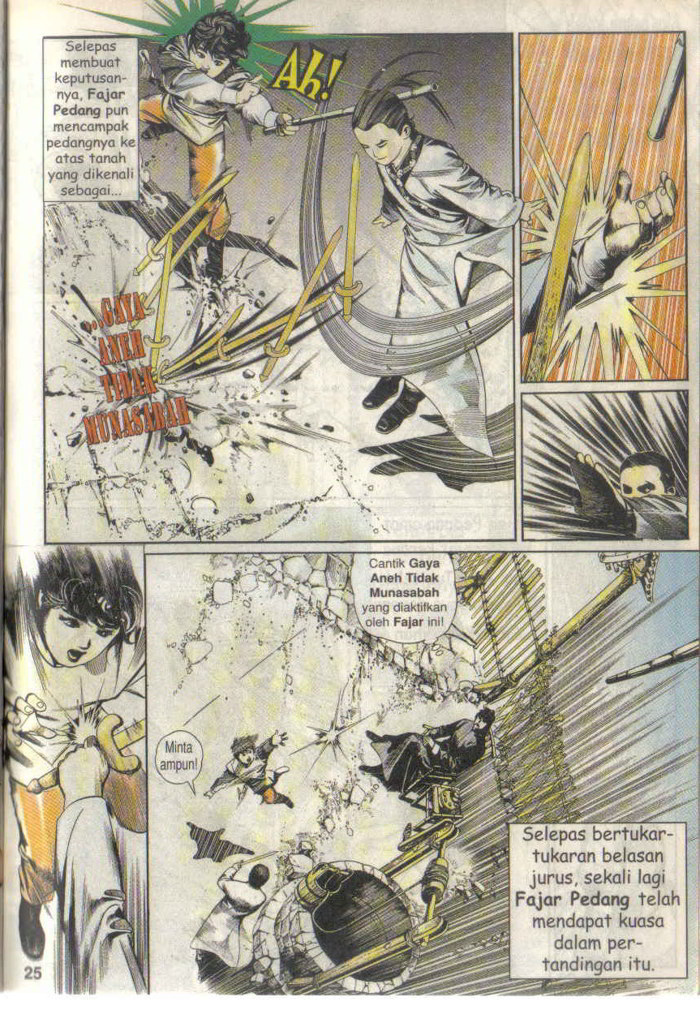 Selepas
membuat
keputusan-
nya, Fajar
Pedang pun
mencampak
pedangnya ke
atas tanah
yang dikenali
sebagai...
Ah!
...GAYA
ANEH
TIDAK
MUNASABAH
Cantik Gaya
Aneh Tidak
Munasabah
yang diaktifkan
oleh Fajar ini!
Minta
ampun!
Selepas bertukar-
tukaran belasan
jurus, sekali lagi
Fajar Pedang telah
mendapat kuasa
dalam per-
tandingan itu.
25